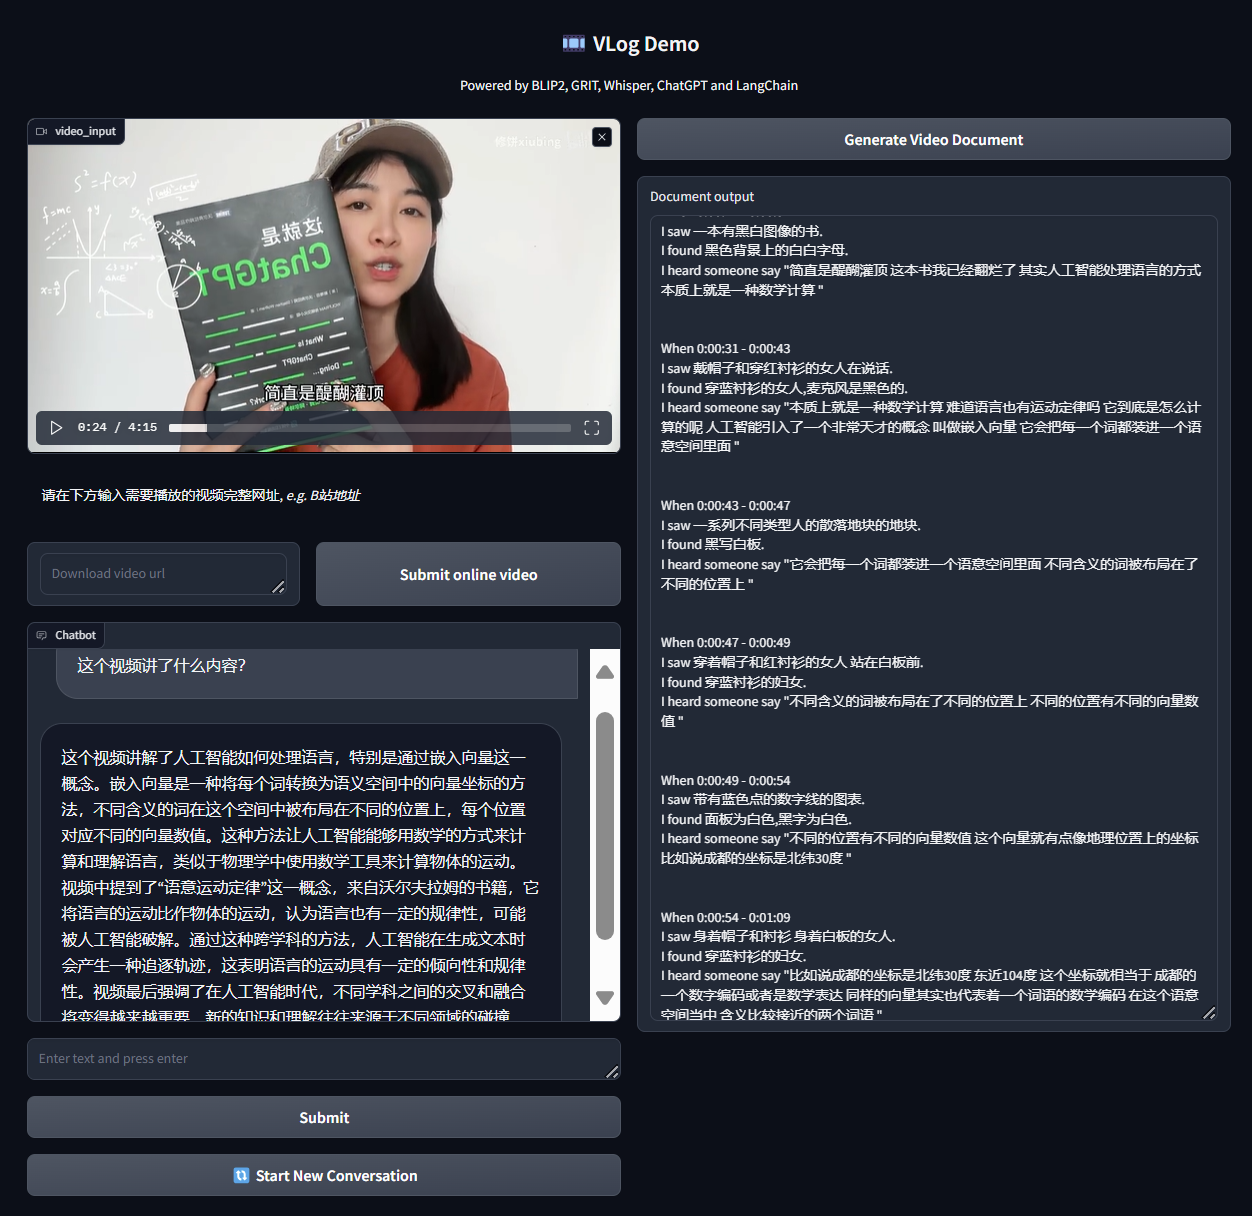 VLog Demo
Powered by BLIP2, GRIT, Whisper, ChatGPT and LangChain
video_input
修饼xiubing
S²=f(x)
f=mc
这就是
ChatGPT
What is
ChatGPT
Doing...
简直是醍醐灌顶
0:24 / 4:15
请在下方输入需要播放的视频完整网址, e.g. B站地址
Download video url
Submit online video
Chatbot
这个视频讲了什么内容?
这个视频讲解了人工智能如何处理语言，特别是通过嵌入向量这一
概念。嵌入向量是一种将每个词转换为语义空间中的向量坐标的方
法，不同含义的词在这个空间中被布局在不同的位置上，每个位置
对应不同的向量数值。这种方法让人工智能能够用数学的方式来计
算和理解语言，类似于物理学中使用数学工具来计算物体的运动。
视频中提到了“语意运动定律”这一概念，来自沃尔夫拉姆的书籍，它
将语言的运动比作物体的运动，认为语言也有一定的规律性，可能
被人工智能破解。通过这种跨学科的方法，人工智能在生成文本时
会产生一种追逐轨迹，这表明语言的运动具有一定的倾向性和规律
性。视频最后强调了在人工智能时代，不同学科之间的交叉和融合
将变得越来越重要，新的知识和理解往往来源于不同领域的碰撞
Enter text and press enter
Submit
Start New Conversation
Generate Video Document
Document output
I saw 一本有黑白图像的书.
I found 黑色背景上的白白字母.
I heard someone say "简直是醍醐灌顶 这本书我已经翻烂了 其实人工智能处理语言的方式
本质上就是一种数学计算 "
When 0:00:31 - 0:00:43
I saw 戴帽子和穿红衬衫的女人在说话.
I found 穿蓝衬衫的女人,麦克风是黑色的.
I heard someone say "本质上就是一种数学计算 难道语言也有运动定律吗 它到底是怎么计
算的呢 人工智能引入了一个非常天才的概念 叫做嵌入向量 它会把每一个词都装进一个语
意空间里面 "
When 0:00:43 - 0:00:47
I saw 一系列不同类型人的散落地块的地块.
I found 黑写白板.
I heard someone say "它会把每一个词都装进一个语意空间里面 不同含义的词被布局在了
不同的位置上 "
When 0:00:47 - 0:00:49
I saw 穿着帽子和红衬衫的女人 站在白板前.
I found 穿蓝衬衫的妇女.
I heard someone say "不同含义的词被布局在了不同的位置上 不同的位置有不同的向量数
值 "
When 0:00:49 - 0:00:54
I saw 带有蓝色点的数字线的图表.
I found 面板为白色,黑字为白色.
I heard someone say "不同的位置有不同的向量数值 这个向量就有点像地理位置上的坐标
比如说成都的坐标是北纬30度 "
When 0:00:54 - 0:01:09
I saw 身着帽子和衬衫 身着白板的女人.
I found 穿蓝衬衫的妇女.
I heard someone say "比如说成都的坐标是北纬30度 东近104度 这个坐标就相当于 成都的
一个数字编码或者是数学表达 同样的向量其实也代表着一个词语的数学编码 在这个语意
空间当中 含义比较接近的两个词语 "